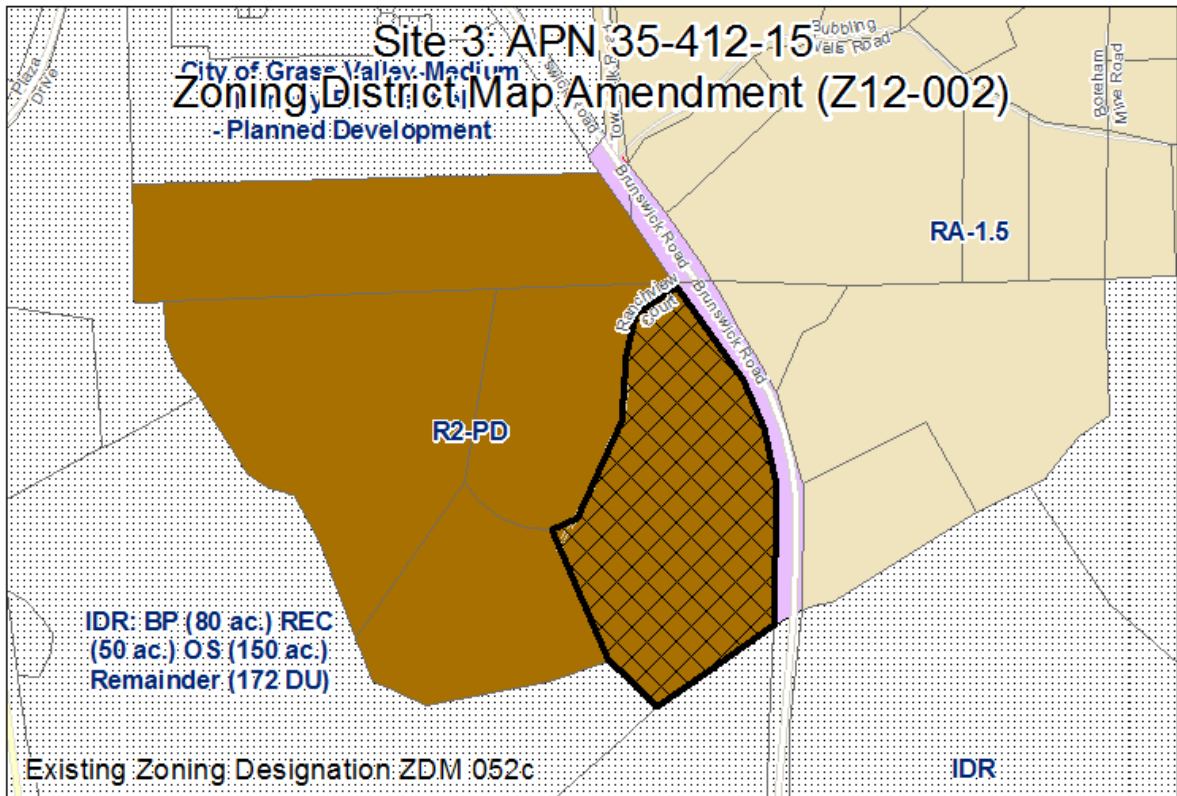 Site 3: APN 35-412-15
Zoning District Map Amendment (Z12-002)
City of Grass Valley-Medium
- Planned Development
Plaza
Drive
Bubbling
Wells Road
Boreham
Mine Road
Brunswick Road
Brunswick Road
Ranchview
Court
RA-1.5
R2-PD
IDR: BP (80 ac.) REC
(50 ac.) OS (150 ac.)
Remainder (172 DU)
IDR
Existing Zoning Designation ZDM 052c